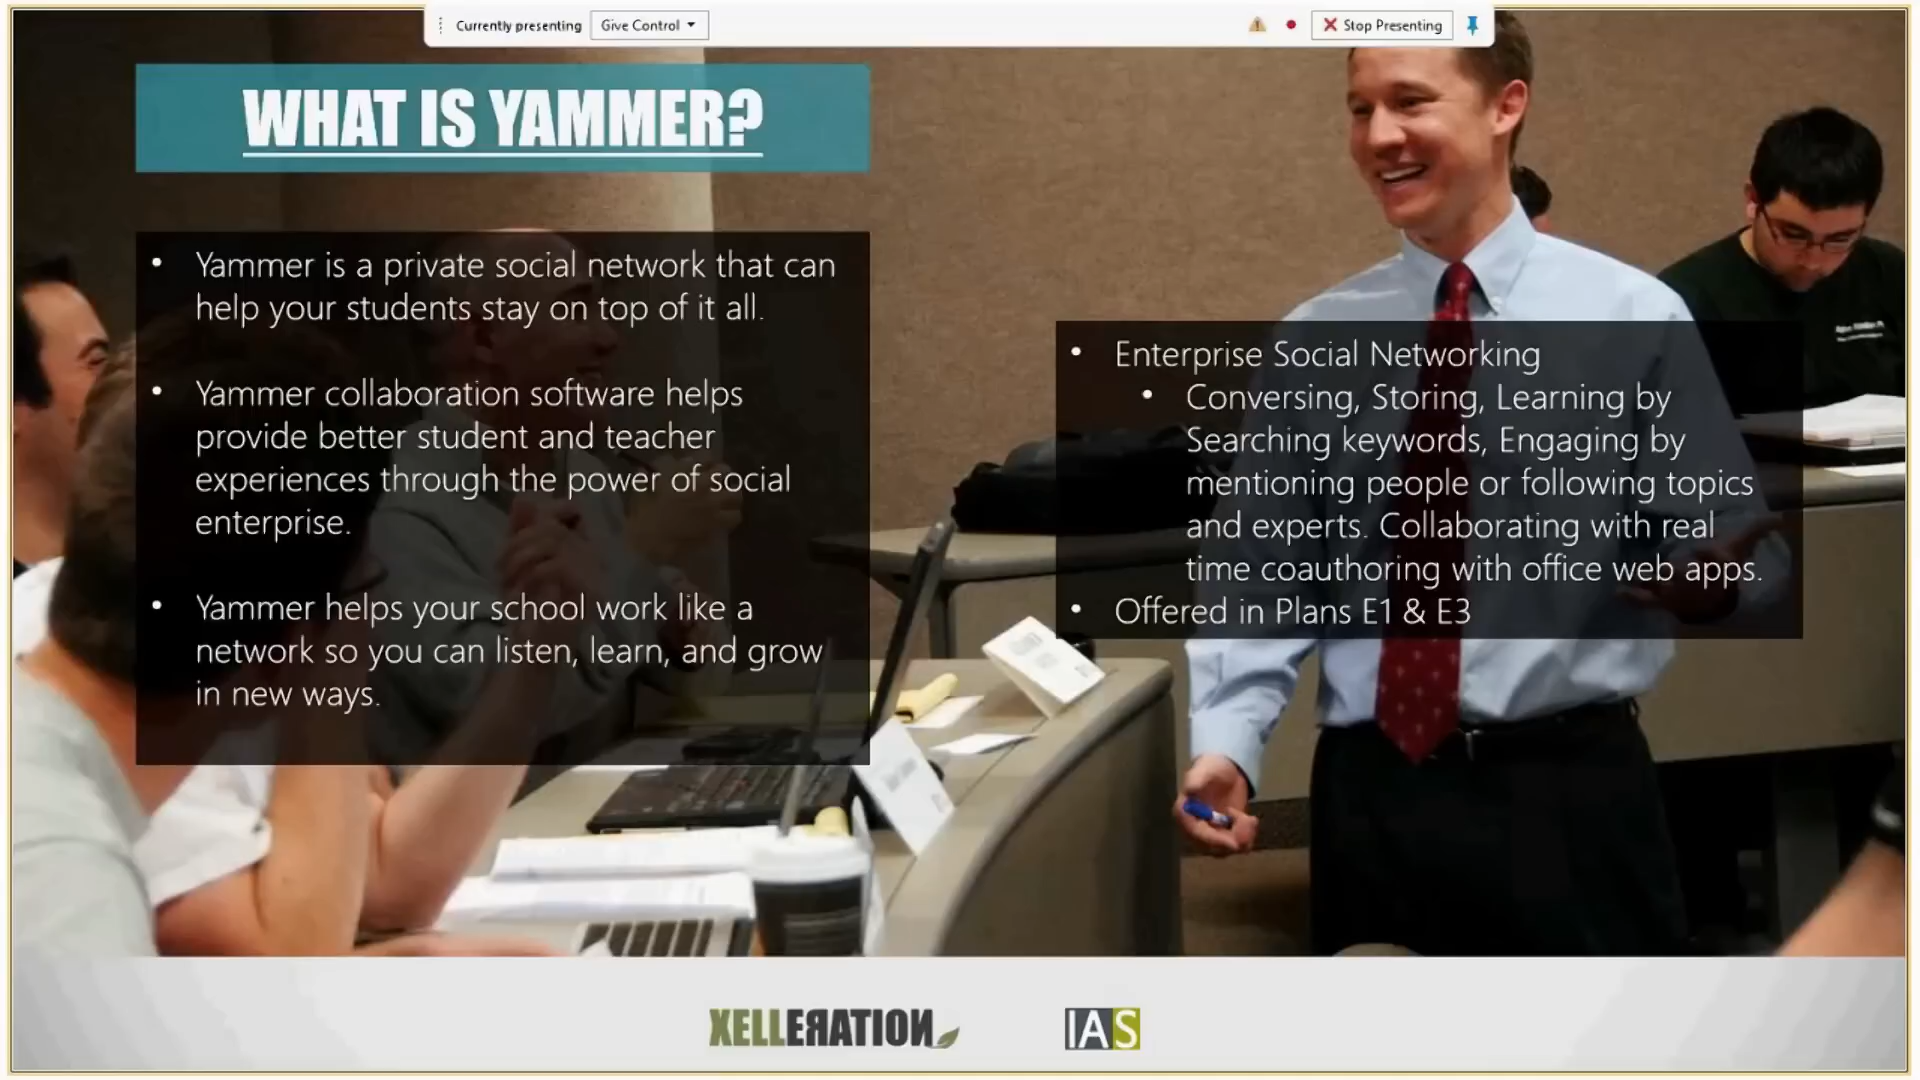 Currently presenting
Give Control
Stop Presenting
WHAT IS YAMMER?
• Yammer is a private social network that can
help your students stay on top of it all.
• Yammer collaboration software helps
provide better student and teacher
experiences through the power of social
enterprise.
• Yammer helps your school work like a
network so you can listen, learn, and grow
in new ways.
• Enterprise Social Networking
• Conversing, Storing, Learning by
Searching keywords, Engaging by
mentioning people or following topics
and experts. Collaborating with real
time coauthoring with office web apps.
• Offered in Plans E1 & E3
XELLERATION
IAS